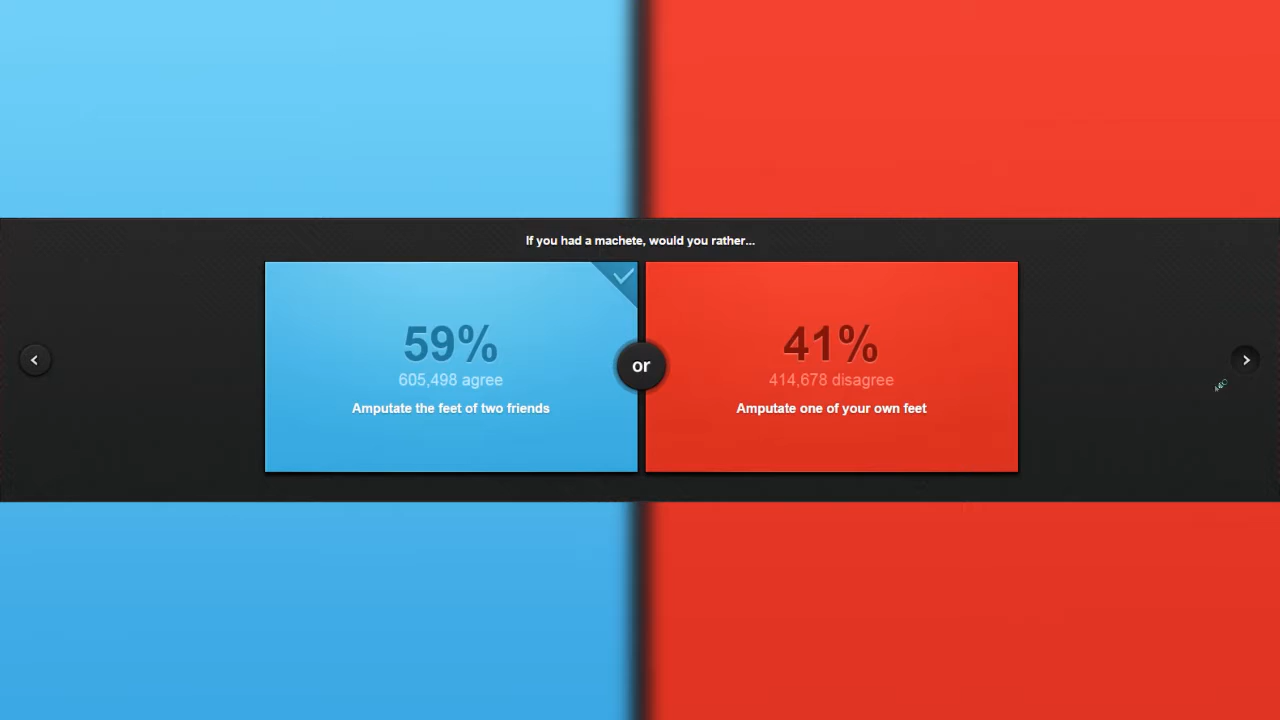 If you had a machete, would you rather...
59%
605,498 agree
Amputate the feet of two friends
or
41%
414,678 disagree
Amputate one of your own feet